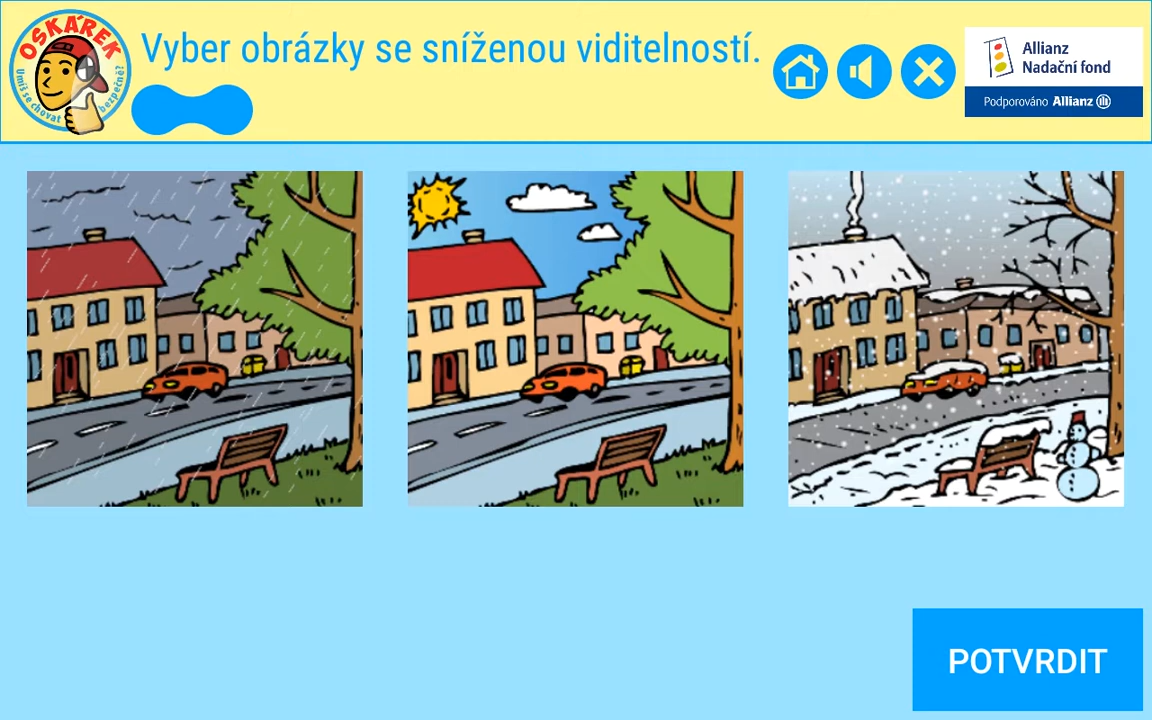 OSKÁREK
Umíš se chovat bezpečně?
Vyber obrázky se sníženou viditelností.
Allianz
Nadační fond
Podporováno Allianz
POTVRDIT